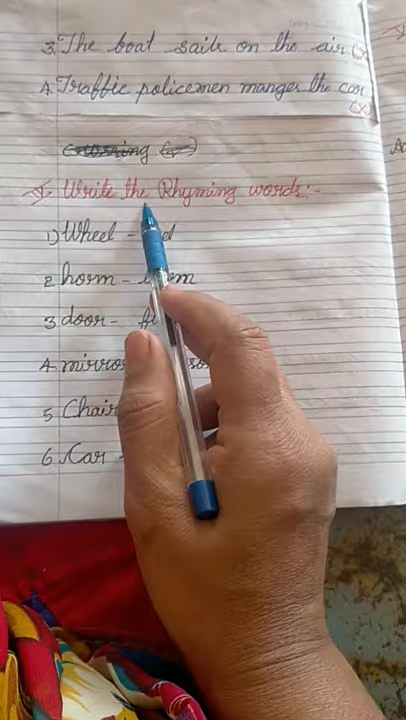 3. The boat sails on the air (x)
4. Traffic policemen manges the car
(x)
crossing
I. Write the Rhyming words:-
1) Wheel -
2 horm -
3 door -
4. mirror
5 Chair
6. Car -